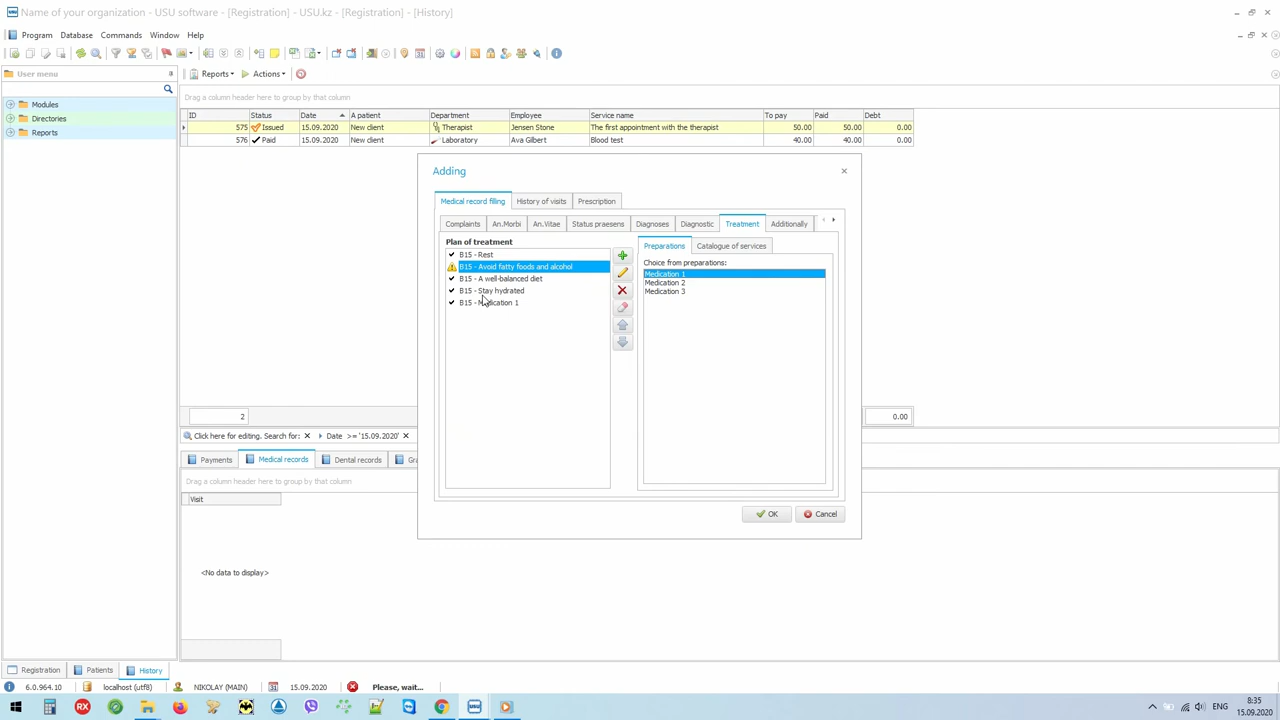 Name of your organization - USU software - [Registration] - USU.kz - [Registration] - [History]
Program Database Commands Window Help
User menu
Reports Actions
Drag a column header here to group by that column
Modules
Directories
Reports
ID Status Date A patient Department Employee Service name To pay Paid Debt
575 Issued 15.09.2020 New client Therapist Jensen Stone The first appointment with the therapist 50.00 50.00 0.00
576 Paid 15.09.2020 New client Laboratory Ava Gilbert Blood test 40.00 40.00 0.00
Adding
Medical record filling History of visits Prescription
Complaints An.Morbi An.Vitae Status praesens Diagnoses Diagnostic Treatment Additionally
Plan of treatment
B15 - Rest
B15 - Avoid fatty foods and alcohol
B15 - A well-balanced diet
B15 - Stay hydrated
B15 - Medication 1
Preparations Catalogue of services
Choice from preparations:
Medication 1
Medication 2
Medication 3
OK Cancel
2 0.00
Click here for editing. Search for: Date >= '15.09.2020'
Payments Medical records Dental records
Drag a column header here to group by that column
Visit
<No data to display>
Registration Patients History
6.0.964.10 localhost (utf8) NIKOLAY (MAIN) 15.09.2020 Please, wait...
RX ENG 8:35
15.09.2020